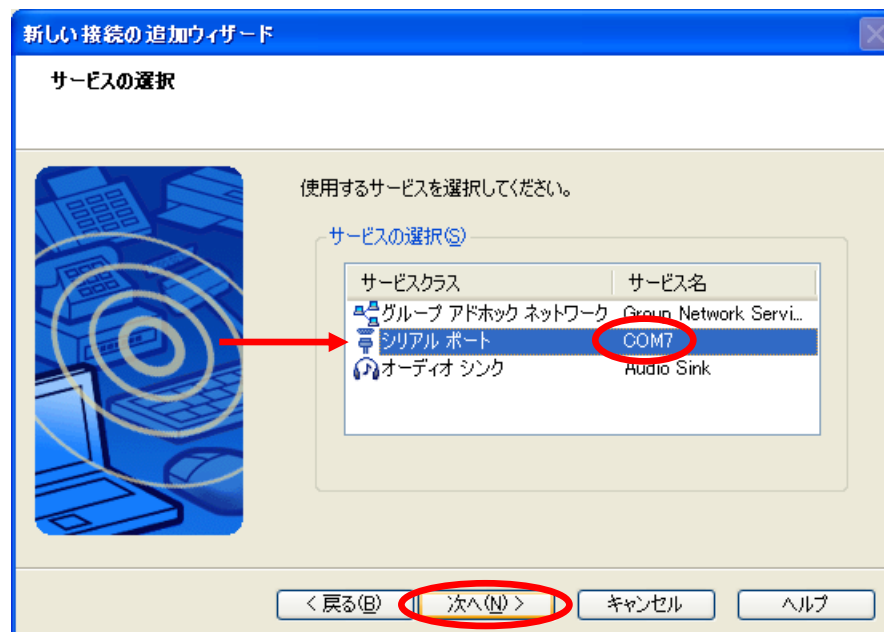 新しい接続の追加ウィザード
サービスの選択
使用するサービスを選択してください。
サービスの選択(S)
サービスクラス サービス名
グループ アドホック ネットワーク Group Network Servi...
シリアル ポート COM7
オーディオ シンク Audio Sink
< 戻る(B) 次へ(N) > キャンセル ヘルプ